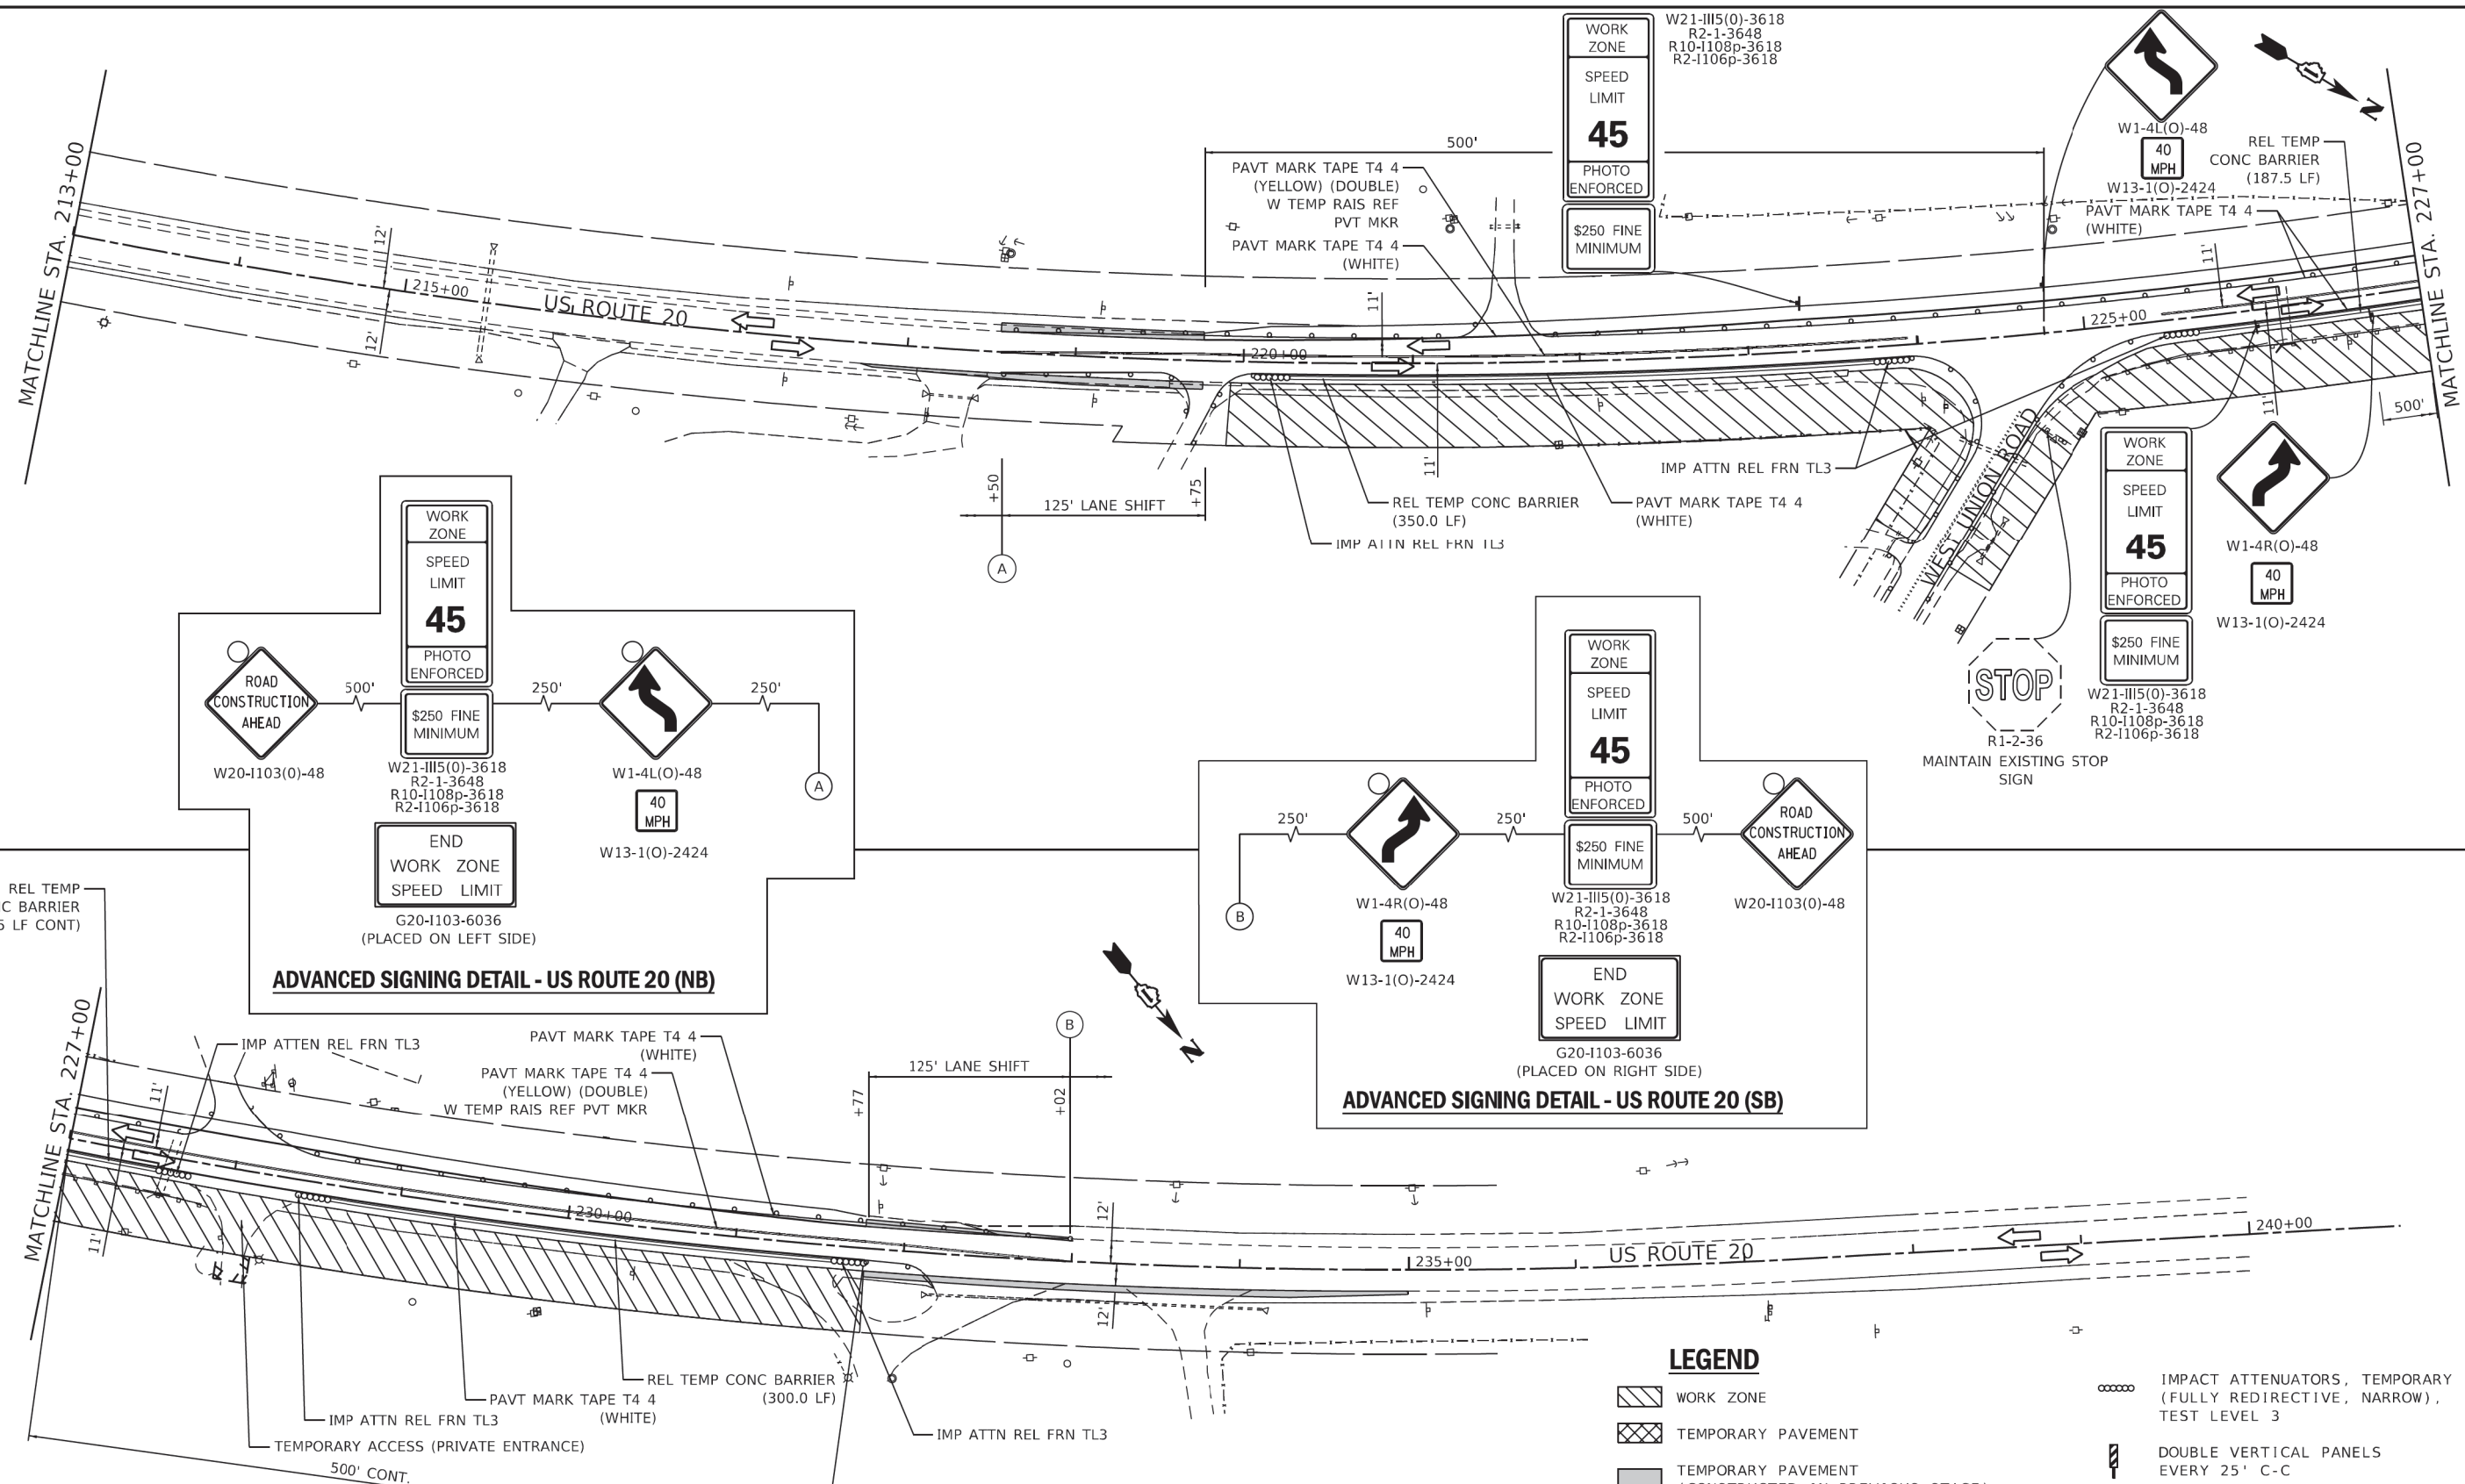 MATCHLINE STA. 213+00
12'
12'
215+00
US ROUTE 20
500'
PAVT MARK TAPE T4 4
(YELLOW) (DOUBLE)
W TEMP RAIS REF
PVT MKR
PAVT MARK TAPE T4 4
(WHITE)
WORK
ZONE
SPEED
LIMIT
45
PHOTO
ENFORCED
$250 FINE
MINIMUM
R2-1-3648
R10-I108p-3618
R2-I106p-3618
W1-4L(O)-48
40
MPH
W13-1(O)-2424
N
REL TEMP
CONC BARRIER
(187.5 LF)
PAVT MARK TAPE T4 4
(WHITE)
MATCHLINE STA. 227+00
11'
11'
220+00
225+00
11'
11'
500'
+50
125' LANE SHIFT
+75
A
REL TEMP CONC BARRIER
(350.0 LF)
IMP ATTN REL FRN TL3
PAVT MARK TAPE T4 4
(WHITE)
IMP ATTN REL FRN TL3
WEST UNION ROAD
WORK
ZONE
SPEED
LIMIT
45
PHOTO
ENFORCED
$250 FINE
MINIMUM
R2-1-3648
R10-I108p-3618
R2-I106p-3618
W1-4R(O)-48
40
MPH
W13-1(O)-2424
STOP
R1-2-36
MAINTAIN EXISTING STOP
SIGN
ROAD
CONSTRUCTION
AHEAD
W20-I103(0)-48
500'
WORK
ZONE
SPEED
LIMIT
45
PHOTO
ENFORCED
$250 FINE
MINIMUM
R2-1-3648
R10-I108p-3618
R2-I106p-3618
250'
W1-4L(O)-48
40
MPH
W13-1(O)-2424
250'
A
END
WORK ZONE
SPEED LIMIT
G20-I103-6036
(PLACED ON LEFT SIDE)
ADVANCED SIGNING DETAIL - US ROUTE 20 (NB)
B
250'
W1-4R(O)-48
40
MPH
W13-1(O)-2424
250'
WORK
ZONE
SPEED
LIMIT
45
PHOTO
ENFORCED
$250 FINE
MINIMUM
R2-1-3648
R10-I108p-3618
R2-I106p-3618
500'
ROAD
CONSTRUCTION
AHEAD
W20-I103(0)-48
END
WORK ZONE
SPEED LIMIT
G20-I103-6036
(PLACED ON RIGHT SIDE)
ADVANCED SIGNING DETAIL - US ROUTE 20 (SB)
REL TEMP
BARRIER
LF CONT)
MATCHLINE STA. 227+00
11'
11'
IMP ATTEN REL FRN TL3
PAVT MARK TAPE T4 4
(WHITE)
PAVT MARK TAPE T4 4
(YELLOW) (DOUBLE)
W TEMP RAIS REF PVT MKR
125' LANE SHIFT
+77
+02
B
N
230+00
12'
12'
235+00
US ROUTE 20
240+00
REL TEMP CONC BARRIER
(300.0 LF)
PAVT MARK TAPE T4 4
(WHITE)
IMP ATTN REL FRN TL3
TEMPORARY ACCESS (PRIVATE ENTRANCE)
500' CONT.
IMP ATTN REL FRN TL3
LEGEND
WORK ZONE
TEMPORARY PAVEMENT
TEMPORARY PAVEMENT
IMPACT ATTENUATORS, TEMPORARY
(FULLY REDIRECTIVE, NARROW),
TEST LEVEL 3
DOUBLE VERTICAL PANELS
EVERY 25' C-C